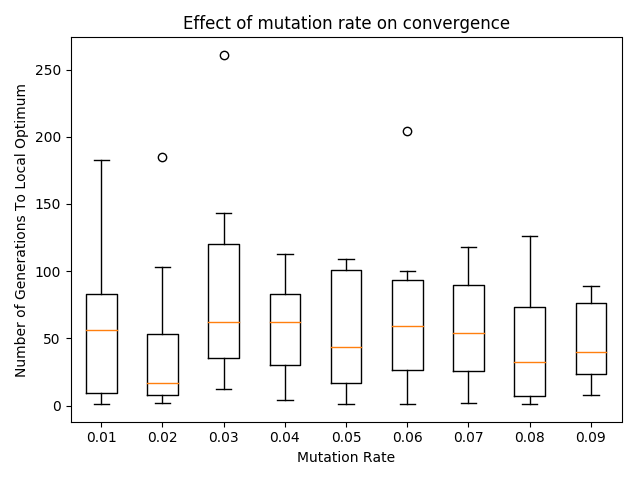 Effect of mutation rate on convergence
Number of Generations To Local Optimum
250
200
150
100
50
0
0.01 0.02 0.03 0.04 0.05 0.06 0.07 0.08 0.09
Mutation Rate